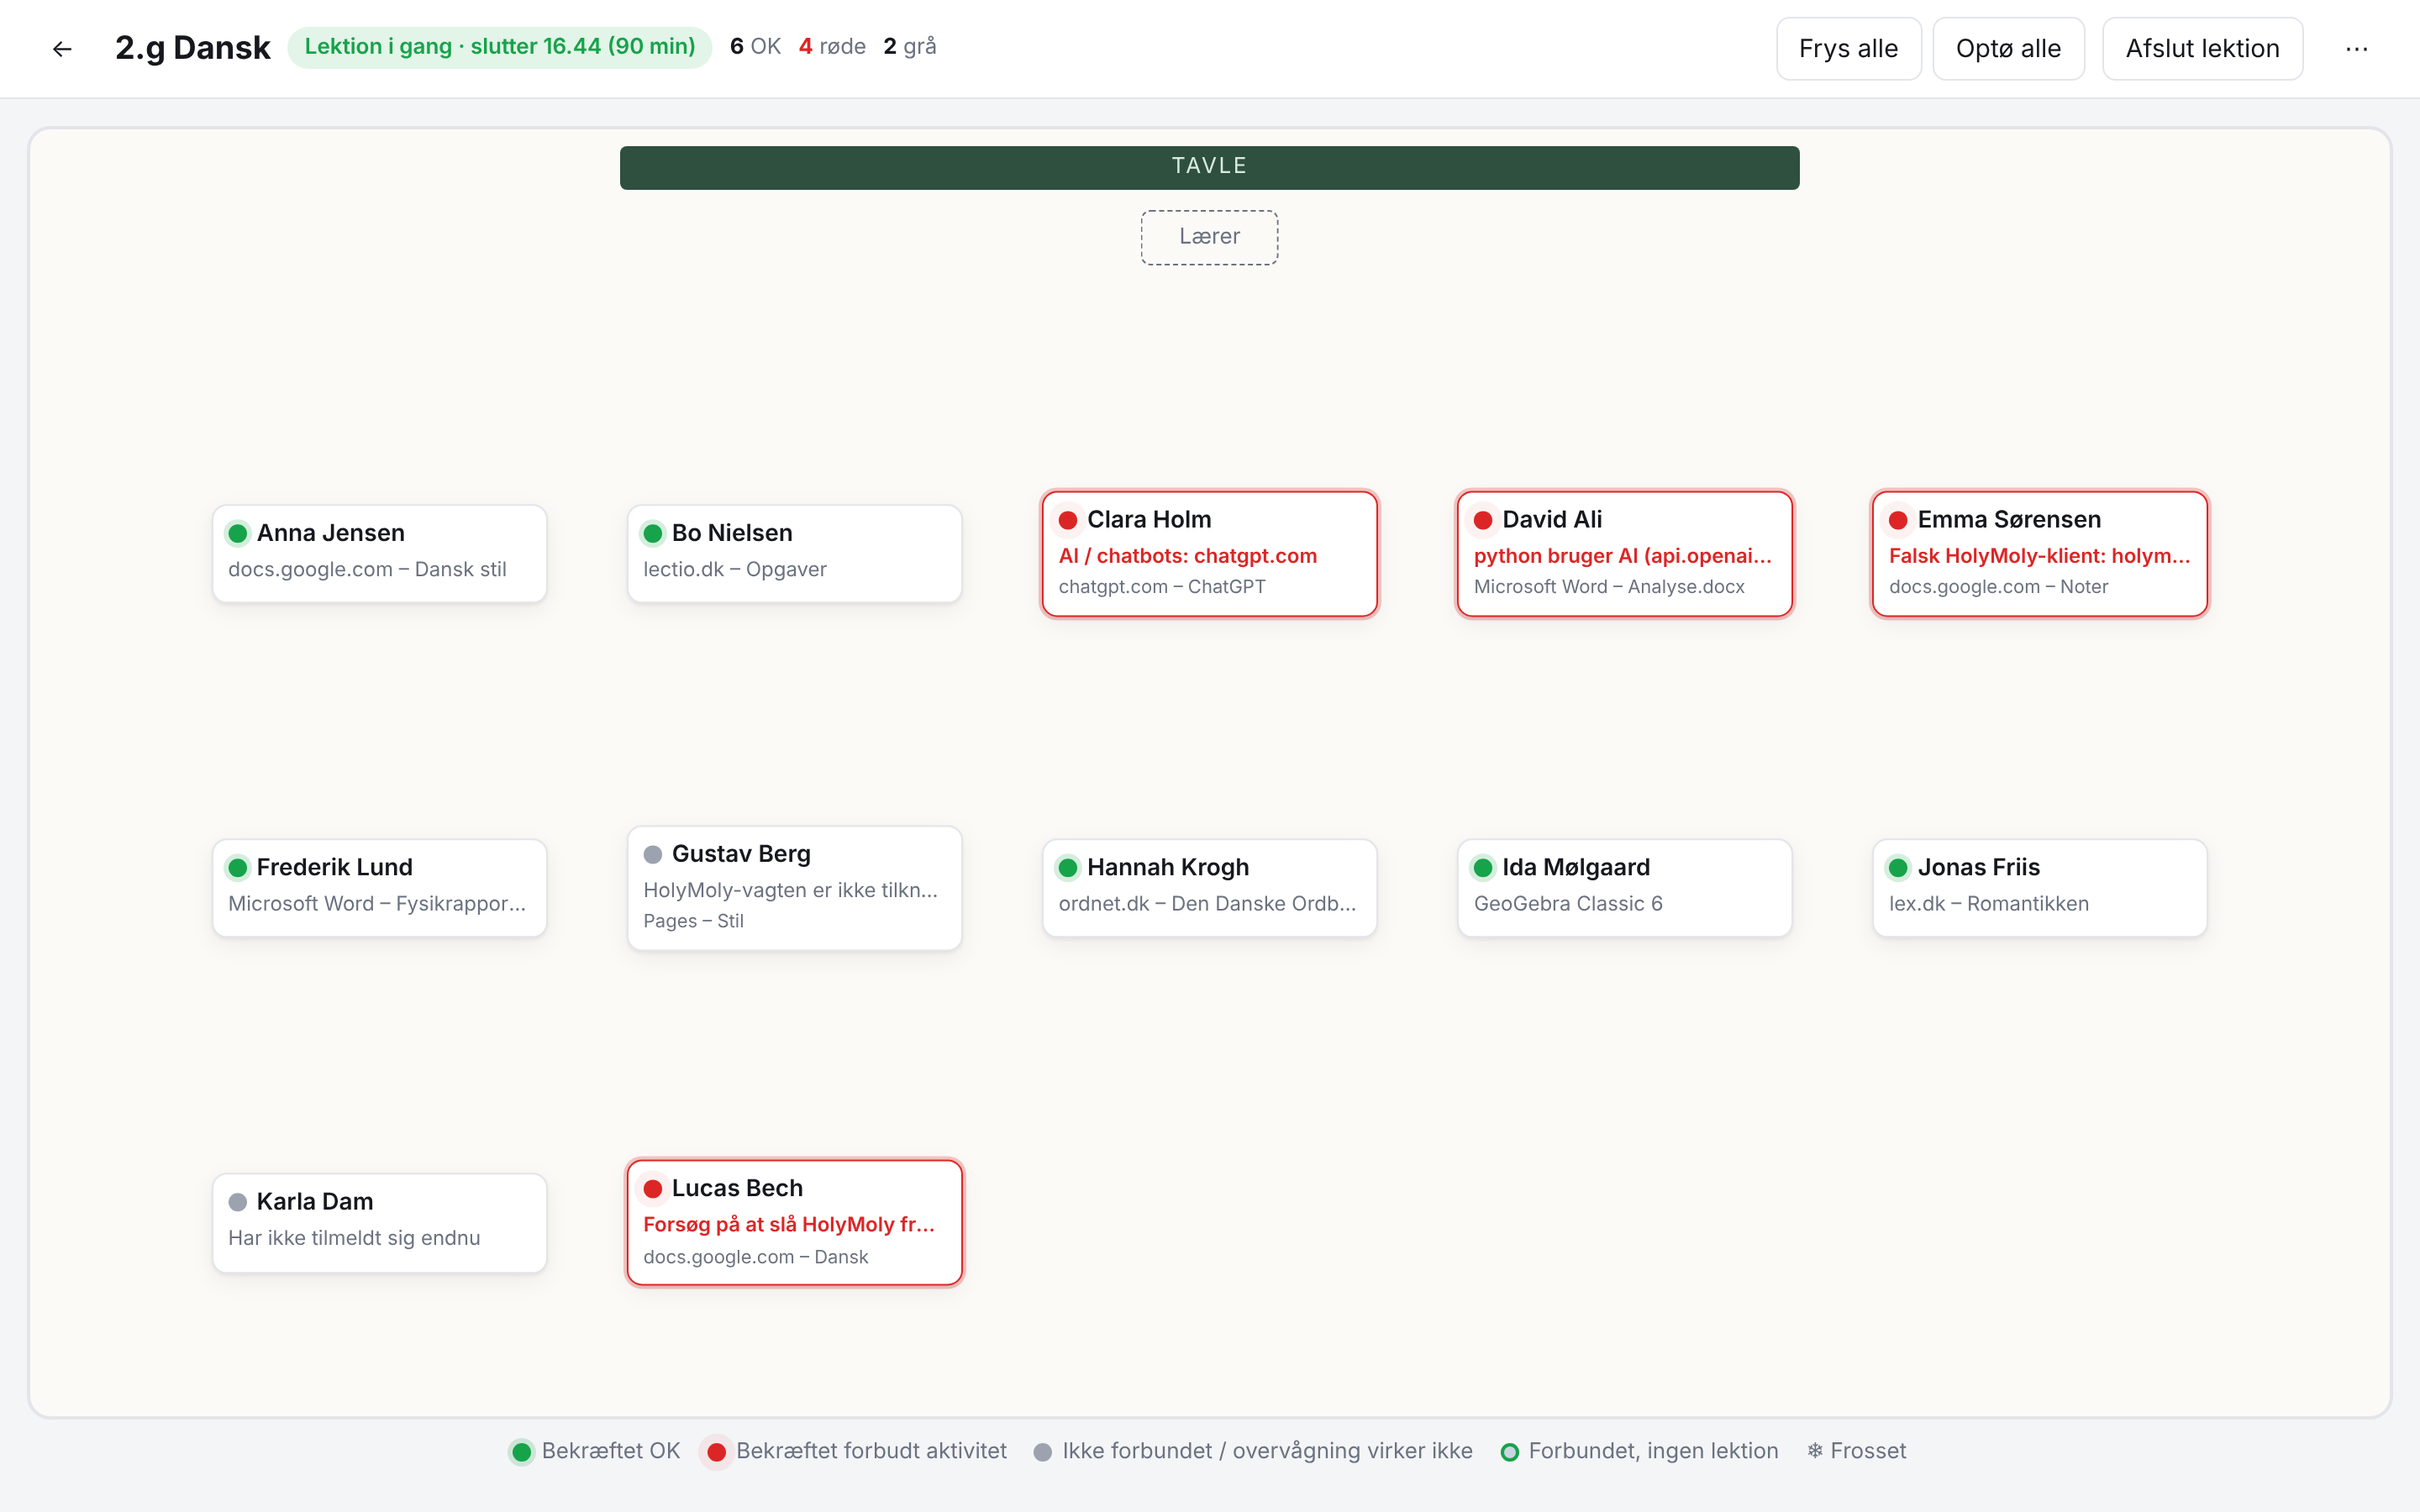 ←
2.g Dansk
Lektion i gang · slutter 16.44 (90 min)
6 OK 4 røde 2 grå
Frys alle
Optø alle
Afslut lektion
···
TAVLE
Lærer
Anna Jensen
docs.google.com – Dansk stil
Bo Nielsen
lectio.dk – Opgaver
Clara Holm
AI / chatbots: chatgpt.com
chatgpt.com – ChatGPT
David Ali
python bruger AI (api.openai...
Microsoft Word – Analyse.docx
Emma Sørensen
Falsk HolyMoly-klient: holym...
docs.google.com – Noter
Frederik Lund
Microsoft Word – Fysikrappor...
Gustav Berg
HolyMoly-vagten er ikke tilkn...
Pages – Stil
Hannah Krogh
ordnet.dk – Den Danske Ordb...
Ida Mølgaard
GeoGebra Classic 6
Jonas Friis
lex.dk – Romantikken
Karla Dam
Har ikke tilmeldt sig endnu
Lucas Bech
Forsøg på at slå HolyMoly fr...
docs.google.com – Dansk
Bekræftet OK
Bekræftet forbudt aktivitet
Ikke forbundet / overvågning virker ikke
Forbundet, ingen lektion
❄ Frosset